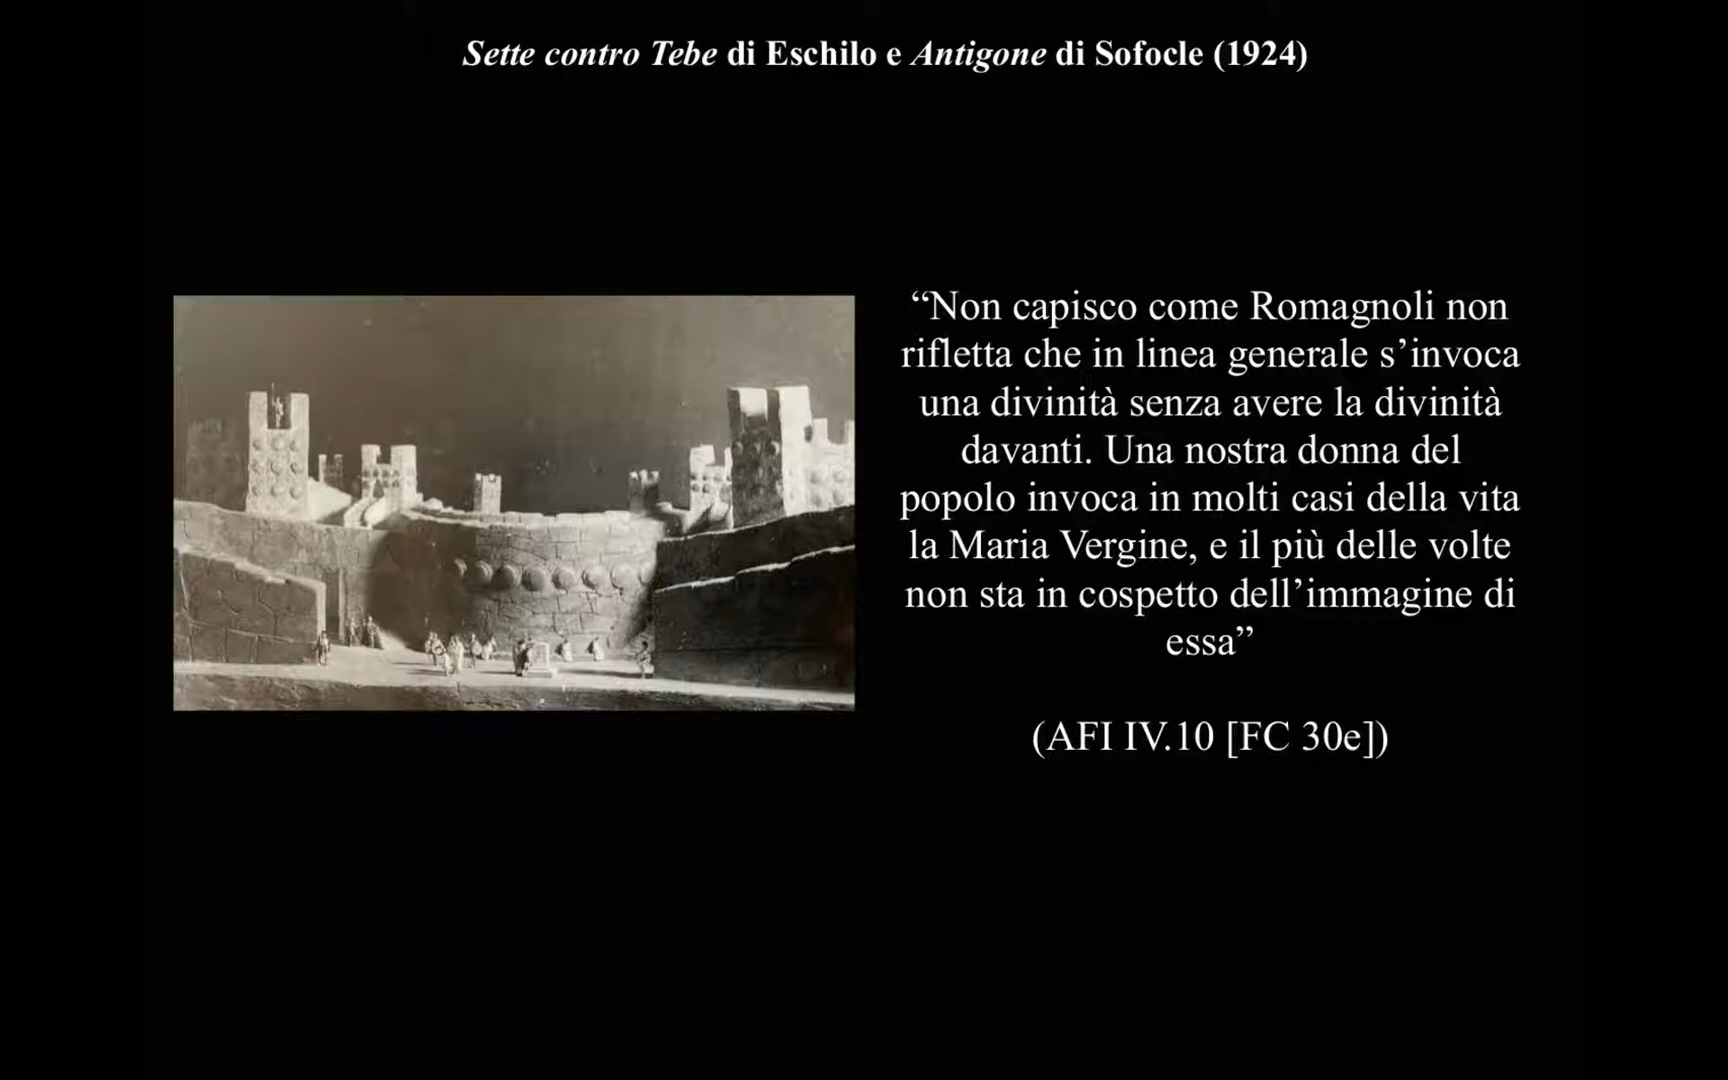 Sette contro Tebe di Eschilo e Antigone di Sofocle (1924)
“Non capisco come Romagnoli non
rifletta che in linea generale s’invoca
una divinità senza avere la divinità
davanti. Una nostra donna del
popolo invoca in molti casi della vita
la Maria Vergine, e il più delle volte
non sta in cospetto dell’immagine di
essa”
(AFI IV.10 [FC 30e])